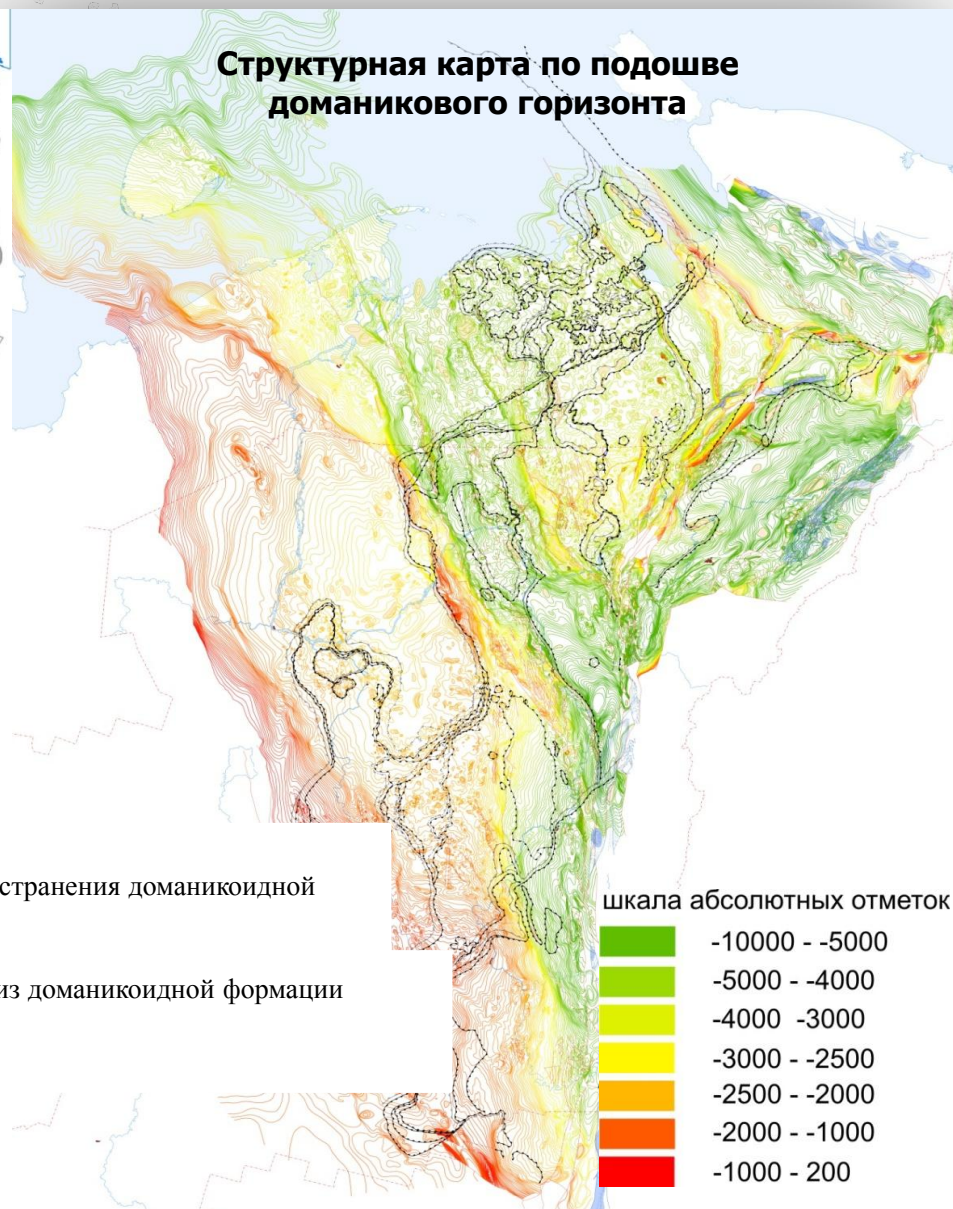 Структурная карта по подошве
доманикового горизонта
странения доманикоидной
из доманикоидной формации
шкала абсолютных отметок
-10000 - -5000
-5000 - -4000
-4000 -3000
-3000 - -2500
-2500 - -2000
-2000 - -1000
-1000 - 200